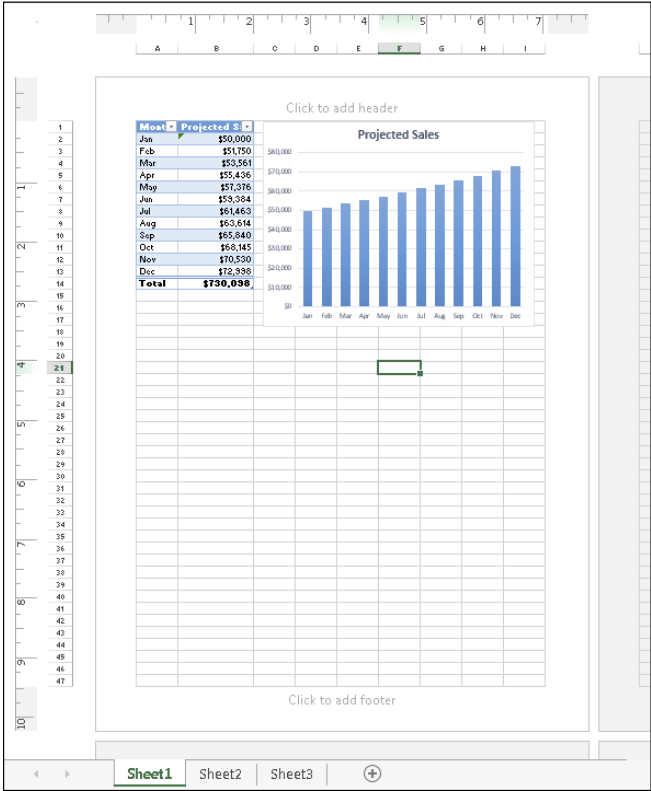 1 2 3 4 5 6 7
A B C D E F G H I
Click to add header
1 Mont Projected S
2 Jan $50,000
3 Feb $51,750
4 Mar $53,561
5 Apr $55,436
6 May $57,376
7 Jun $59,384
8 Jul $61,463
9 Aug $63,614
10 Sep $65,840
11 Oct $68,145
12 Nov $70,530
13 Dec $72,998
14 Total $730,098
15
16
17
18
19
20
21
22
23
24
25
26
27
28
29
30
31
32
33
34
35
36
37
38
39
40
41
42
43
44
45
46
47
Projected Sales
$80,000
$70,000
$60,000
$50,000
$40,000
$30,000
$20,000
$10,000
$0
Jan Feb Mar Apr May Jun Jul Aug Sep Oct Nov Dec
1
2
3
4
5
6
7
8
9
10
Click to add footer
Sheet1 Sheet2 Sheet3